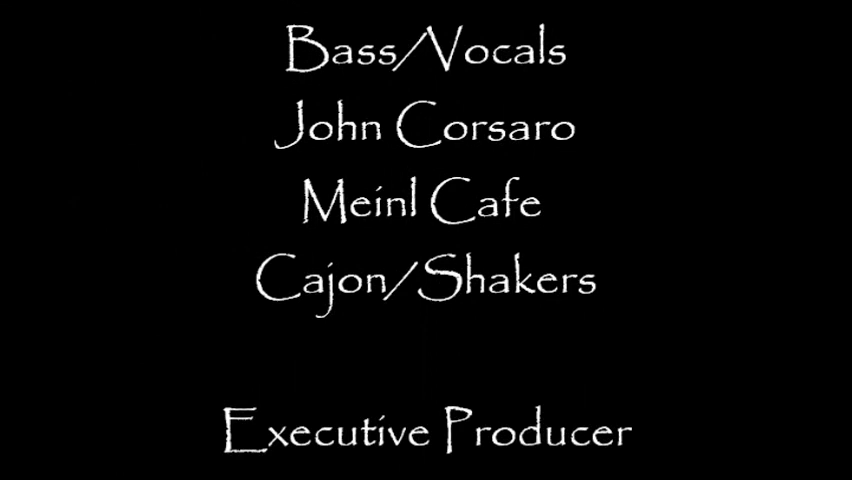 Bass/Vocals
John Corsaro
Meinl Cafe
Cajon/Shakers
Executive Producer